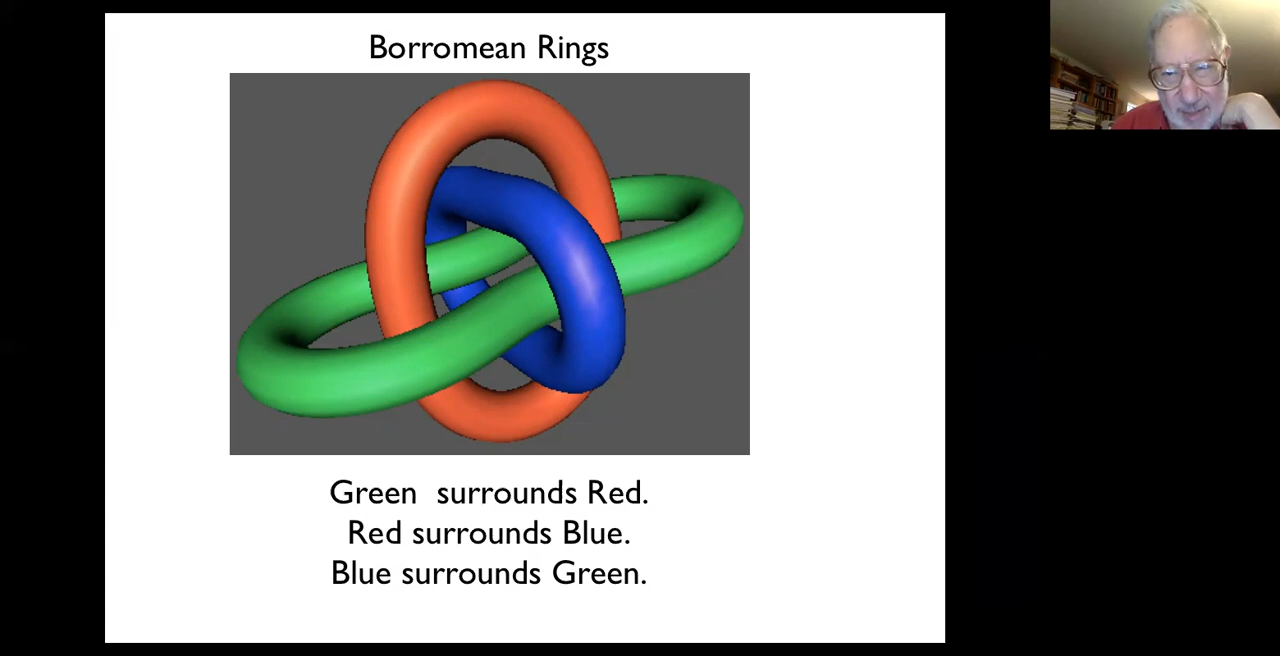 Borromean Rings
Green  surrounds Red.
Red surrounds Blue.
Blue surrounds Green.